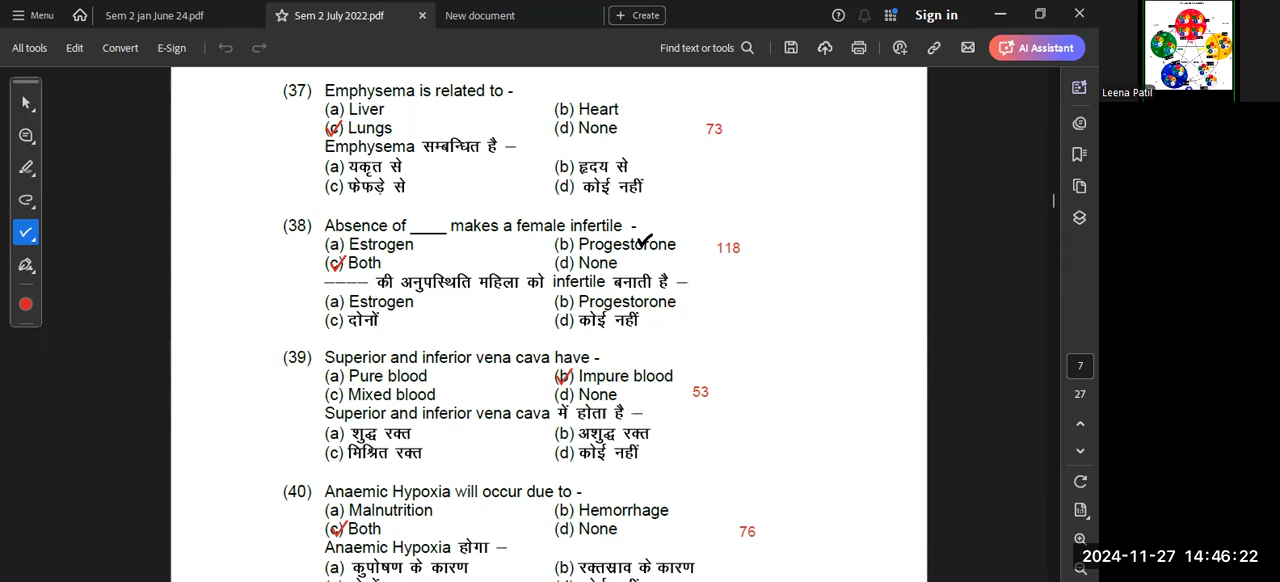 Menu
Sem 2 jan June 24.pdf
Sem 2 July 2022.pdf
New document
Create
Sign in
All tools
Edit
Convert
E-Sign
Find text or tools
AI Assistant
Leena Patil
(37) Emphysema is related to -
(a) Liver (b) Heart
(c) Lungs (d) None 73
Emphysema सम्बन्धित है –
(a) यकृत से (b) हृदय से
(c) फेफड़े से (d) कोई नहीं
(38) Absence of ____ makes a female infertile -
(a) Estrogen (b) Progestorone 118
(c) Both (d) None
–––– की अनुपस्थिति महिला को infertile बनाती है –
(a) Estrogen (b) Progestorone
(c) दोनों (d) कोई नहीं
(39) Superior and inferior vena cava have -
(a) Pure blood (b) Impure blood
(c) Mixed blood (d) None 53
Superior and inferior vena cava में होता है –
(a) शुद्ध रक्त (b) अशुद्ध रक्त
(c) मिश्रित रक्त (d) कोई नहीं
(40) Anaemic Hypoxia will occur due to -
(a) Malnutrition (b) Hemorrhage
(c) Both (d) None 76
Anaemic Hypoxia होगा –
(a) कुपोषण के कारण (b) रक्तस्राव के कारण
7
27
2024-11-27 14:46:22